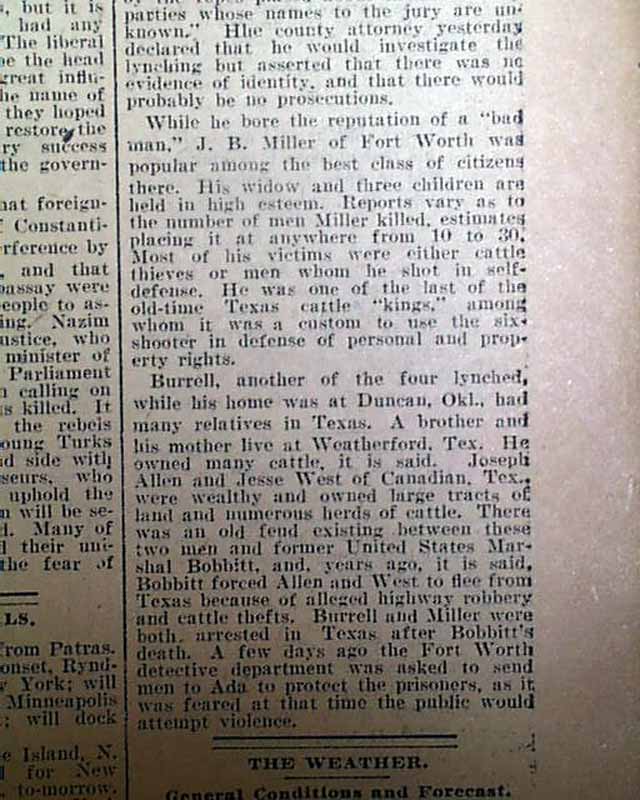 , but it is
had any
The liberal
be the head
great influ-
the name of
they hoped
restore the
ry success
the govern-
hat foreign-
Constanti-
rference by
, and that
bassay were
people to as-
ing. Nazim
ustice, who
minister of
Parliament
calling on
s killed. It
the rebels
oung Turks
d side with
seurs, who
uphold the
n will be se-
d. Many of
d their uni-
the fear of
LS.
from Patras.
onset, Rynd-
York; will
Minneapolis
; will dock
e Island, N.
for New
to-morrow.
parties whose names to the jury are un-
known." Hhe county attorney yesterday
declared that he would investigate the
lynching but asserted that there was no
evidence of identity, and that there would
probably be no prosecutions.
While he bore the reputation of a "bad
man," J. B. Miller of Fort Worth was
popular among the best class of citizens
there. His widow and three children are
held in high esteem. Reports vary as to
the number of men Miller killed, estimates
placing it at anywhere from 10 to 30.
Most of his victims were either cattle
thieves or men whom he shot in self-
defense. He was one of the last of the
old-time Texas cattle "kings," among
whom it was a custom to use the six-
shooter in defense of personal and prop-
erty rights.
Burrell, another of the four lynched,
while his home was at Duncan, Okl., had
many relatives in Texas. A brother and
his mother live at Weatherford, Tex. He
owned many cattle, it is said. Joseph
Allen and Jesse West of Canadian, Tex.,
were wealthy and owned large tracts of
land and numerous herds of cattle. There
was an old feud existing between these
two men and former United States Mar-
shal Bobbitt, and, years ago, it is said,
Bobbitt forced Allen and West to flee from
Texas because of alleged highway robbery
and cattle thefts. Burrell and Miller were
both arrested in Texas after Bobbitt's
death. A few days ago the Fort Worth
detective department was asked to send
men to Ada to protect the prisoners, as it
was feared at that time the public would
attempt violence.
THE WEATHER.
General Conditions and Forecast.